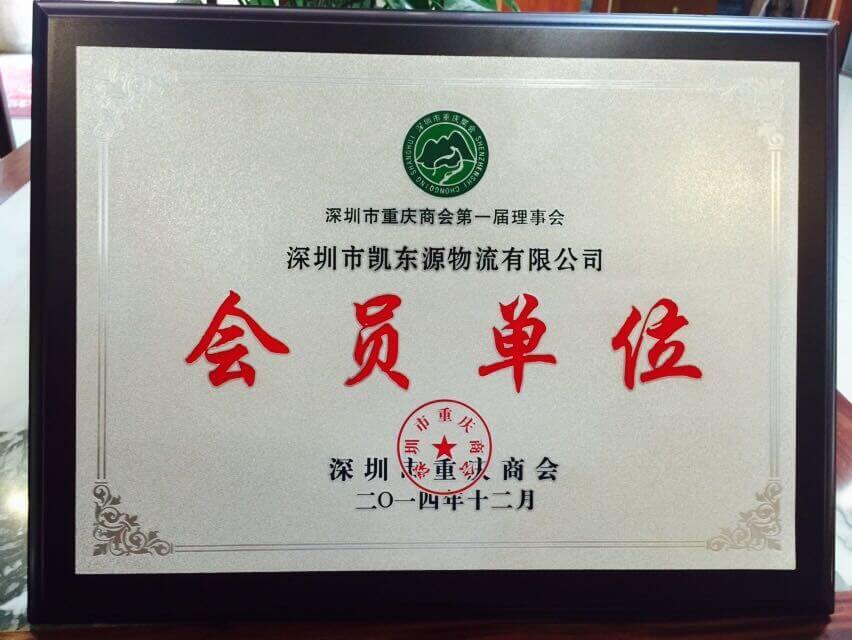 深圳市重庆商会 SHENZHENSHI CHONGQING SHANGHUI
深圳市重庆商会第一届理事会
深圳市凯东源物流有限公司
会员单位
深圳市重庆商会
深圳市重庆商会
二〇一四年十二月